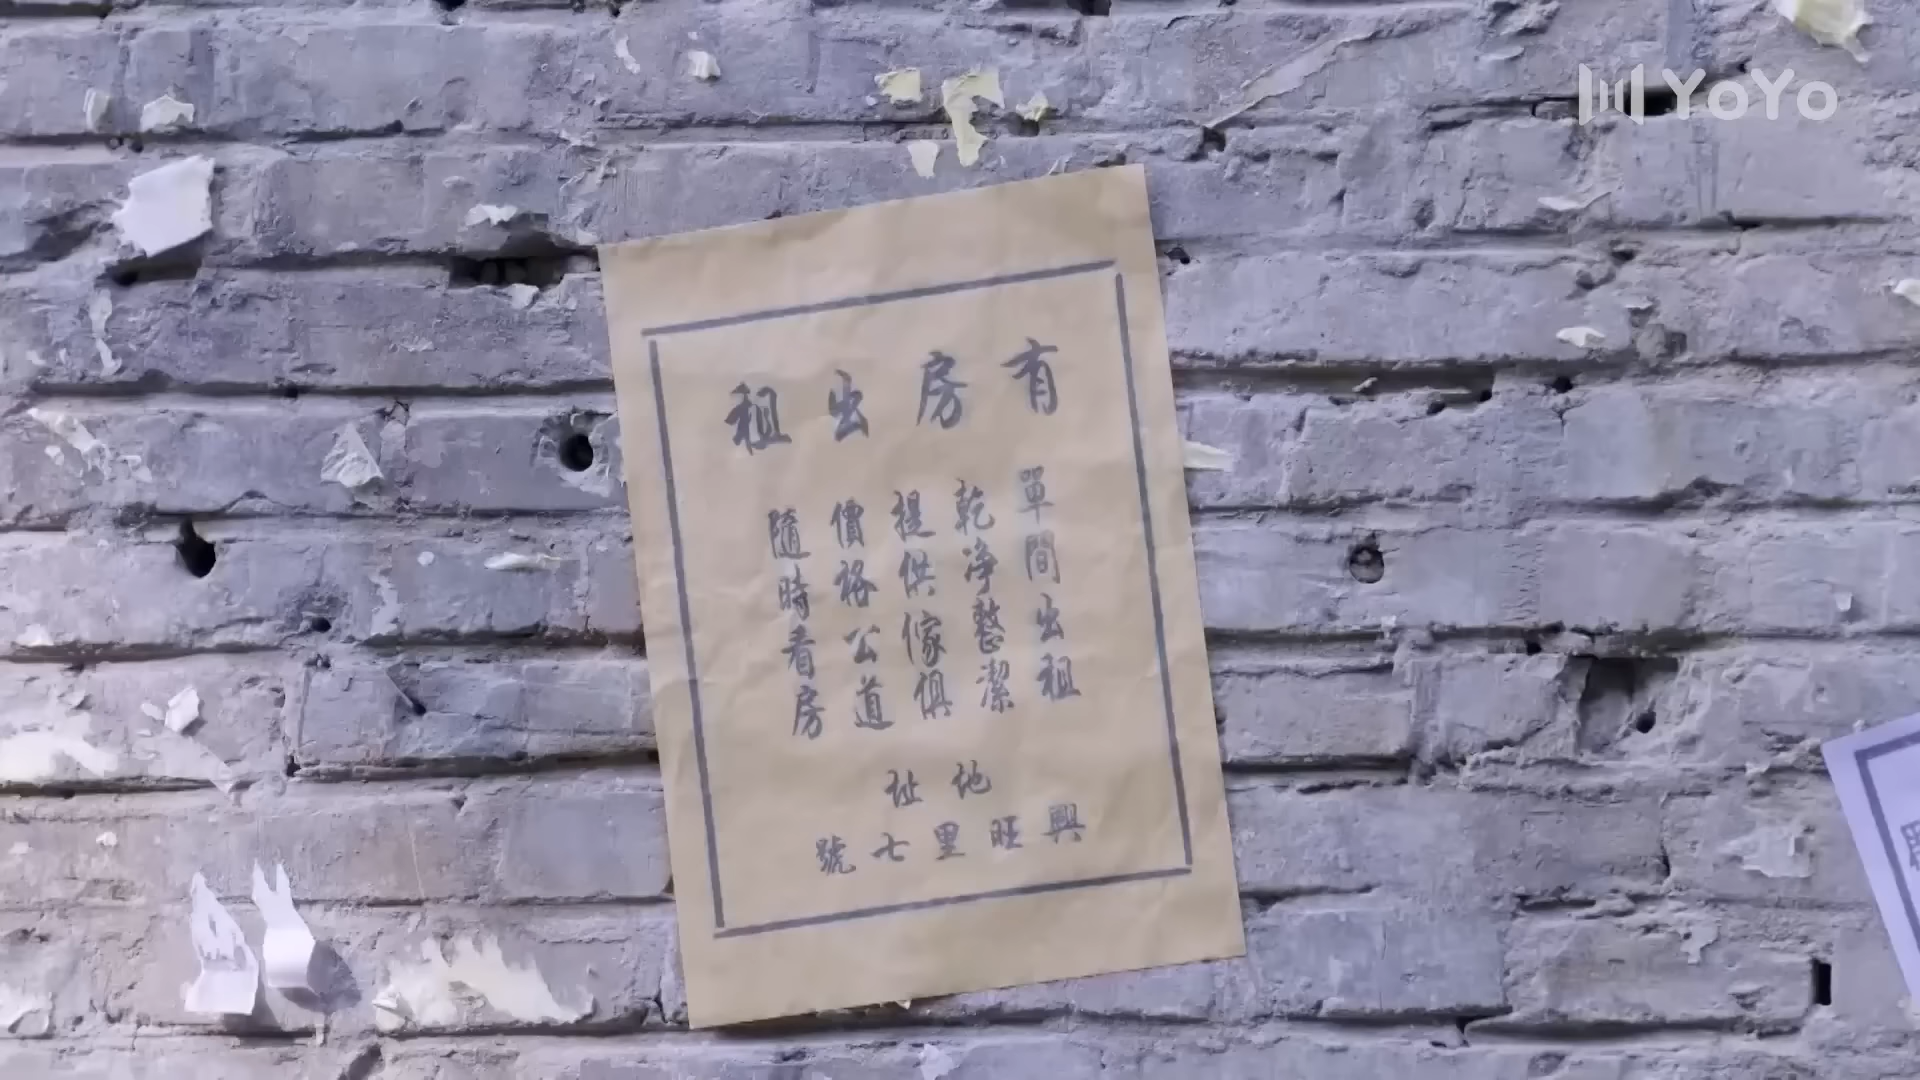 YoYo
有房出租
單間出租
乾净整潔
提供傢俱
價格公道
隨時看房
地址
興旺里七號